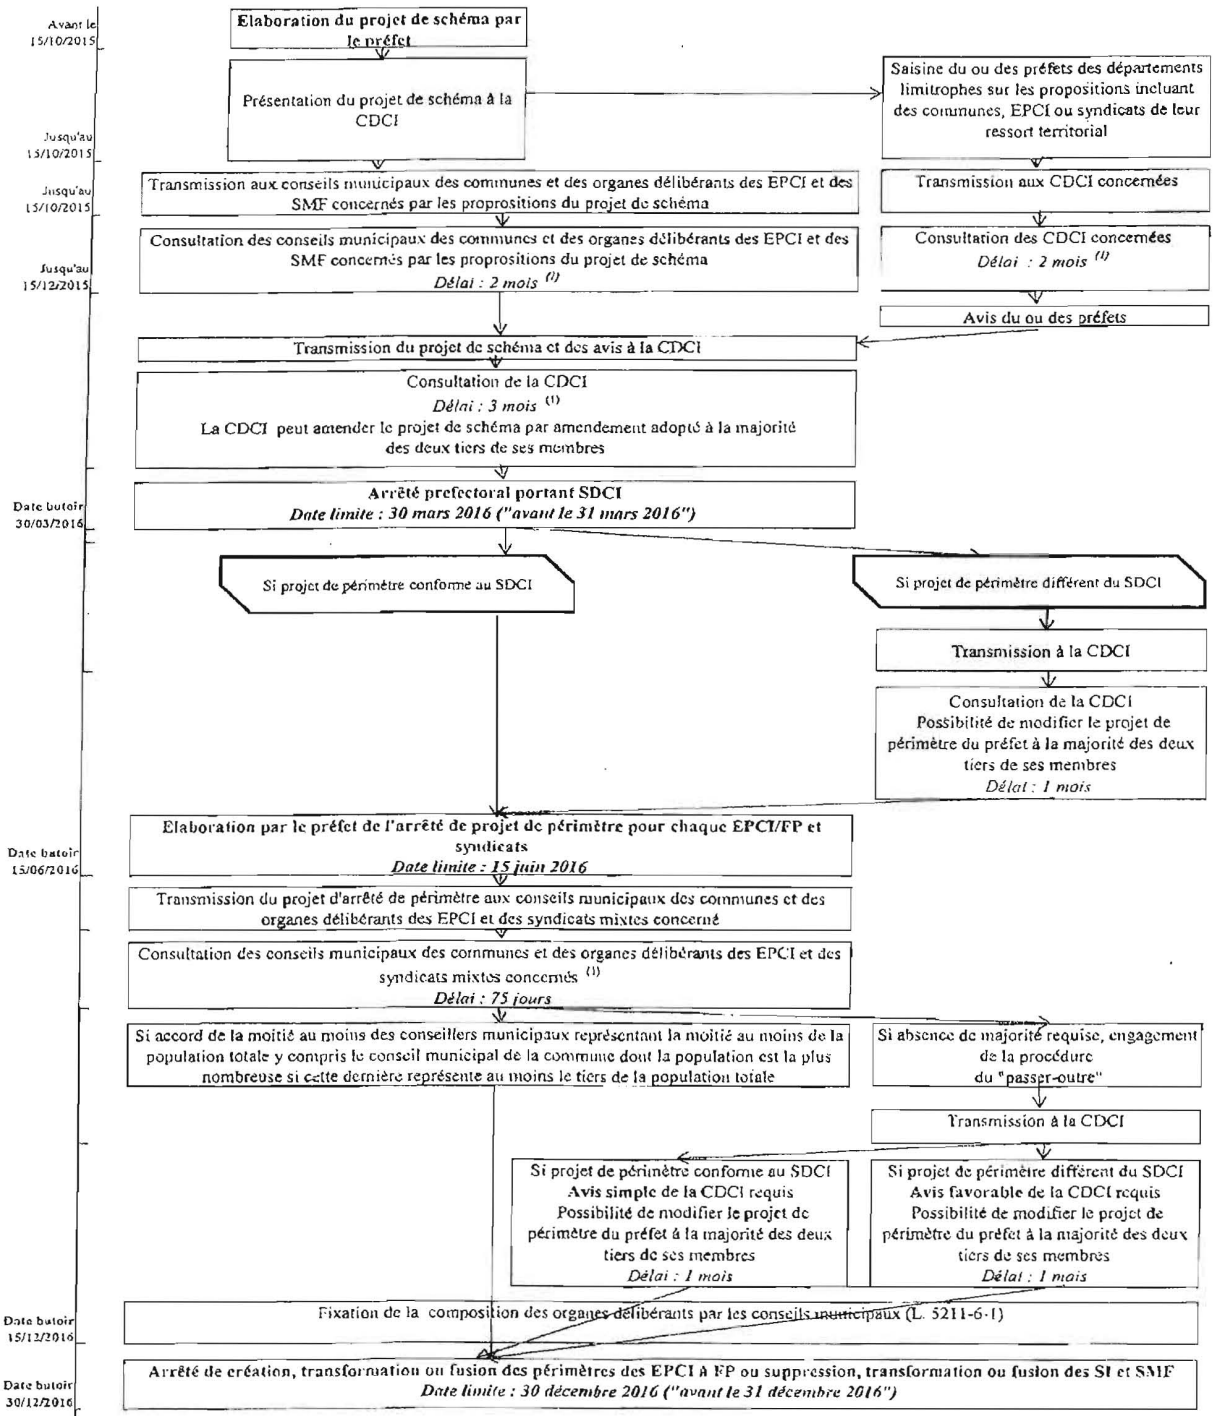 Avant le
15/10/2015
Elaboration du projet de schéma par
le préfet
Présentation du projet de schéma à la
CDCI
Saisine du ou des préfets des départements
limitrophes sur les propositions incluant
des communes, EPCI ou syndicats de leur
ressort territorial
Jusqu'au
15/10/2015
Jusqu'au
15/10/2015
Transmission aux conseils municipaux des communes et des organes délibérants des EPCI et des
SMF concernés par les proprositions du projet de schéma
Transmission aux CDCI concernées
Jusqu'au
15/12/2015
Consultation des conseils municipaux des communes et des organes délibérants des EPCI et des
SMF concernés par les proprositions du projet de schéma
Délai : 2 mois (1)
Consultation des CDCI concernées
Délai : 2 mois (1)
Avis du ou des préfets
Transmission du projet de schéma et des avis à la CDCI
Consultation de la CDCI
Délai : 3 mois (1)
La CDCI peut amender le projet de schéma par amendement adopté à la majorité
des deux tiers de ses membres
Date butoir
30/03/2016
Arrêté prefectoral portant SDCI
Date limite : 30 mars 2016 ("avant le 31 mars 2016")
Si projet de périmètre conforme au SDCI
Si projet de périmètre différent du SDCI
Transmission à la CDCI
Consultation de la CDCI
Possibilité de modifier le projet de
périmètre du préfet à la majorité des deux
tiers de ses membres
Délai : 1 mois
Date butoir
15/06/2016
Elaboration par le préfet de l'arrêté de projet de périmètre pour chaque EPCI/FP et
syndicats
Date limite : 15 juin 2016
Transmission du projet d'arrêté de périmètre aux conseils municipaux des communes et des
organes délibérants des EPCI et des syndicats mixtes concerné
Consultation des conseils municipaux des communes et des organes délibérants des EPCI et des
syndicats mixtes concernés (1)
Délai : 75 jours
Si accord de la moitié au moins des conseillers municipaux représentant la moitié au moins de la
population totale y compris le conseil municipal de la commune dont la population est la plus
nombreuse si cette dernière représente au moins le tiers de la population totale
Si absence de majorité requise, engagement
de la procédure
du "passer-outre"
Transmission à la CDCI
Si projet de périmètre conforme au SDCI
Avis simple de la CDCI requis
Possibilité de modifier le projet de
périmètre du préfet à la majorité des deux
tiers de ses membres
Délai : 1 mois
Si projet de périmètre différent du SDCI
Avis favorable de la CDCI requis
Possibilité de modifier le projet de
périmètre du préfet à la majorité des deux
tiers de ses membres
Délai : 1 mois
Date butoir
15/12/2016
Fixation de la composition des organes délibérants par les conseils municipaux (L. 5211-6-1)
Date butoir
30/12/2016
Arrêté de création, transformation ou fusion des périmètres des EPCI à FP ou suppression, transformation ou fusion des SI et SMF
Date limite : 30 décembre 2016 ("avant le 31 décembre 2016")